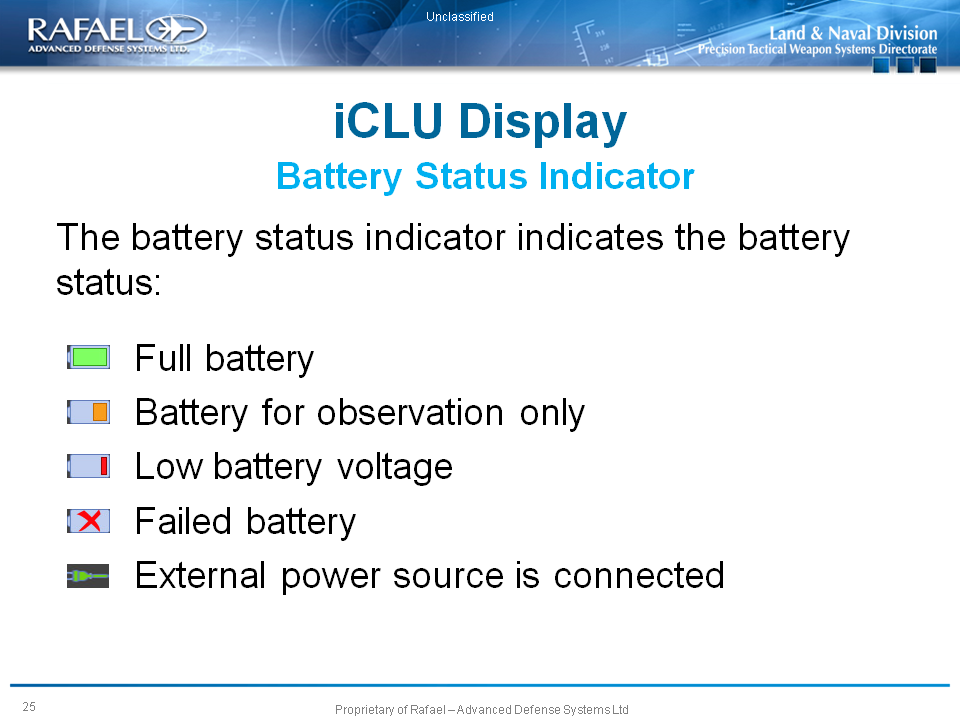 Unclassified
RAFAEL
ADVANCED DEFENSE SYSTEMS LTD.
Land & Naval Division
Precision Tactical Weapon Systems Directorate
iCLU Display
Battery Status Indicator
The battery status indicator indicates the battery
status:
Full battery
Battery for observation only
Low battery voltage
Failed battery
External power source is connected
25
Proprietary of Rafael – Advanced Defense Systems Ltd